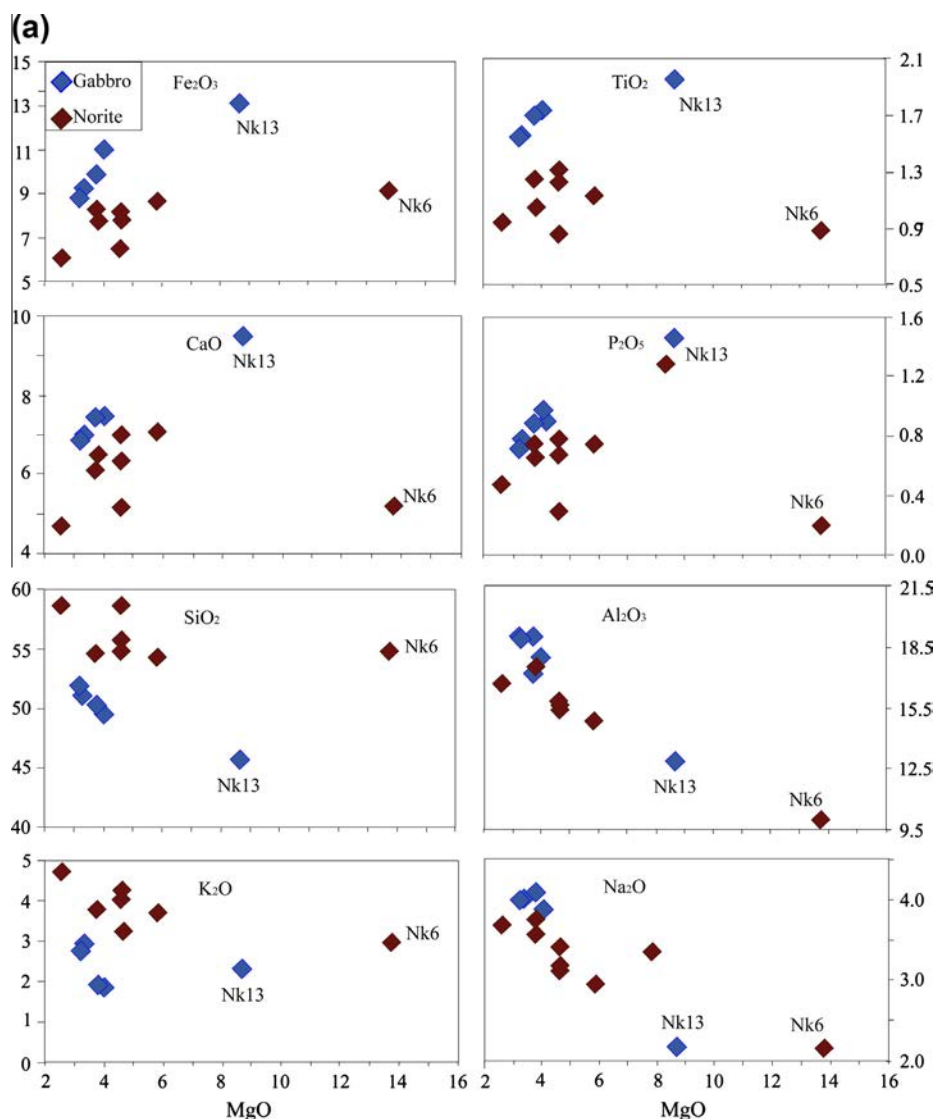 (a)
15
13
11
9
7
5
Gabbro
Norite
Fe₂O₃
Nk13
Nk6
TiO₂
Nk13
Nk6
2.1
1.7
1.3
0.9
0.5
10
8
7
6
4
CaO
Nk13
Nk6
P₂O₅
Nk13
Nk6
1.6
1.2
0.8
0.4
0.0
60
55
50
45
40
SiO₂
Nk6
Nk13
Al₂O₃
Nk13
Nk6
21.5
18.5
15.5
12.5
9.5
5
4
3
2
1
0
K₂O
Nk13
Nk6
Na₂O
Nk13
Nk6
4.0
3.0
2.0
2 4 6 8 10 12 14 16
MgO
2 4 6 8 10 12 14 16
MgO